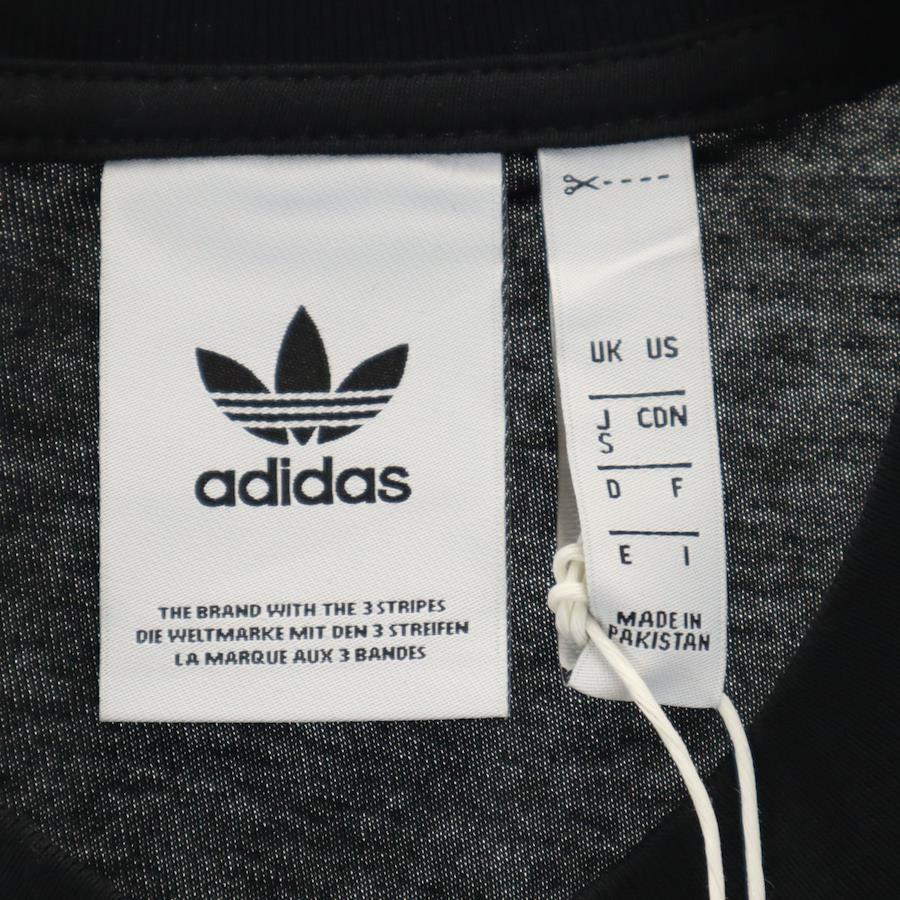 adidas
THE BRAND WITH THE 3 STRIPES
DIE WELTMARKE MIT DEN 3 STREIFEN
LA MARQUE AUX 3 BANDES
UK US
J CDN
S
D F
E I
MADE IN
PAKISTAN